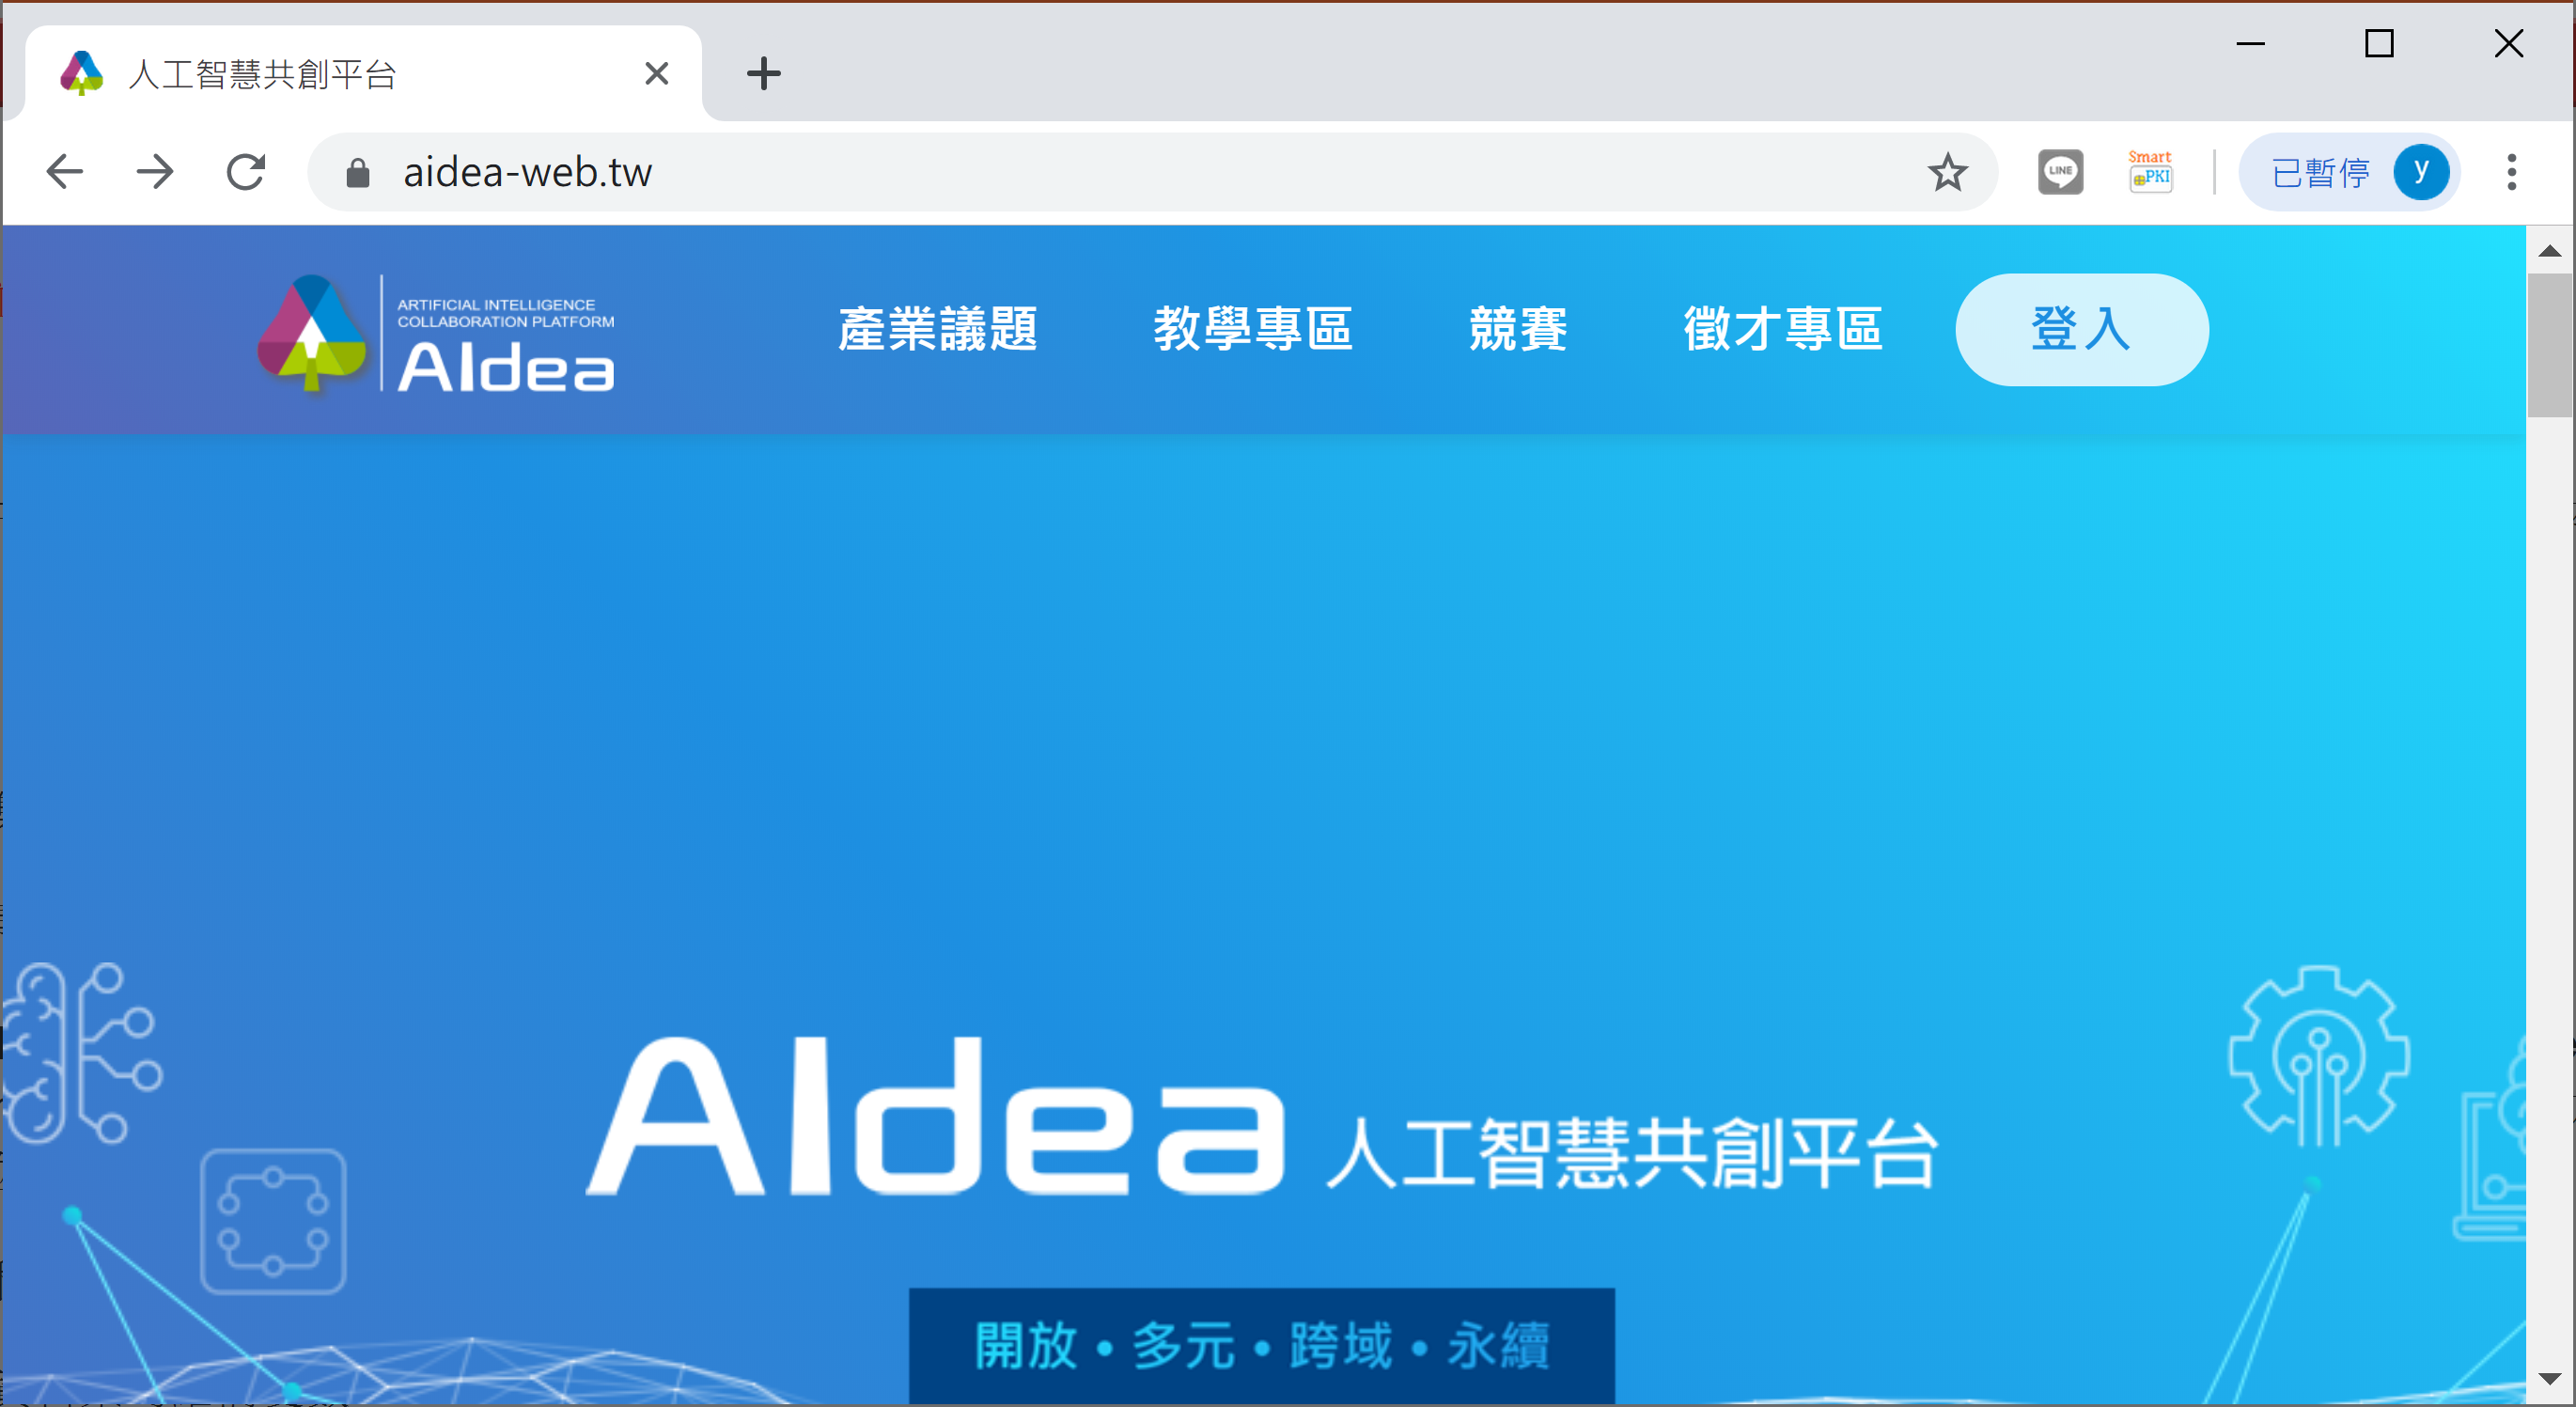 人工智慧共創平台
aidea-web.tw
LINE
Smart
PKI
已暫停
y
ARTIFICIAL INTELLIGENCE
COLLABORATION PLATFORM
AIdea
產業議題
教學專區
競賽
徵才專區
登入
AIdea 人工智慧共創平台
開放•多元•跨域•永續